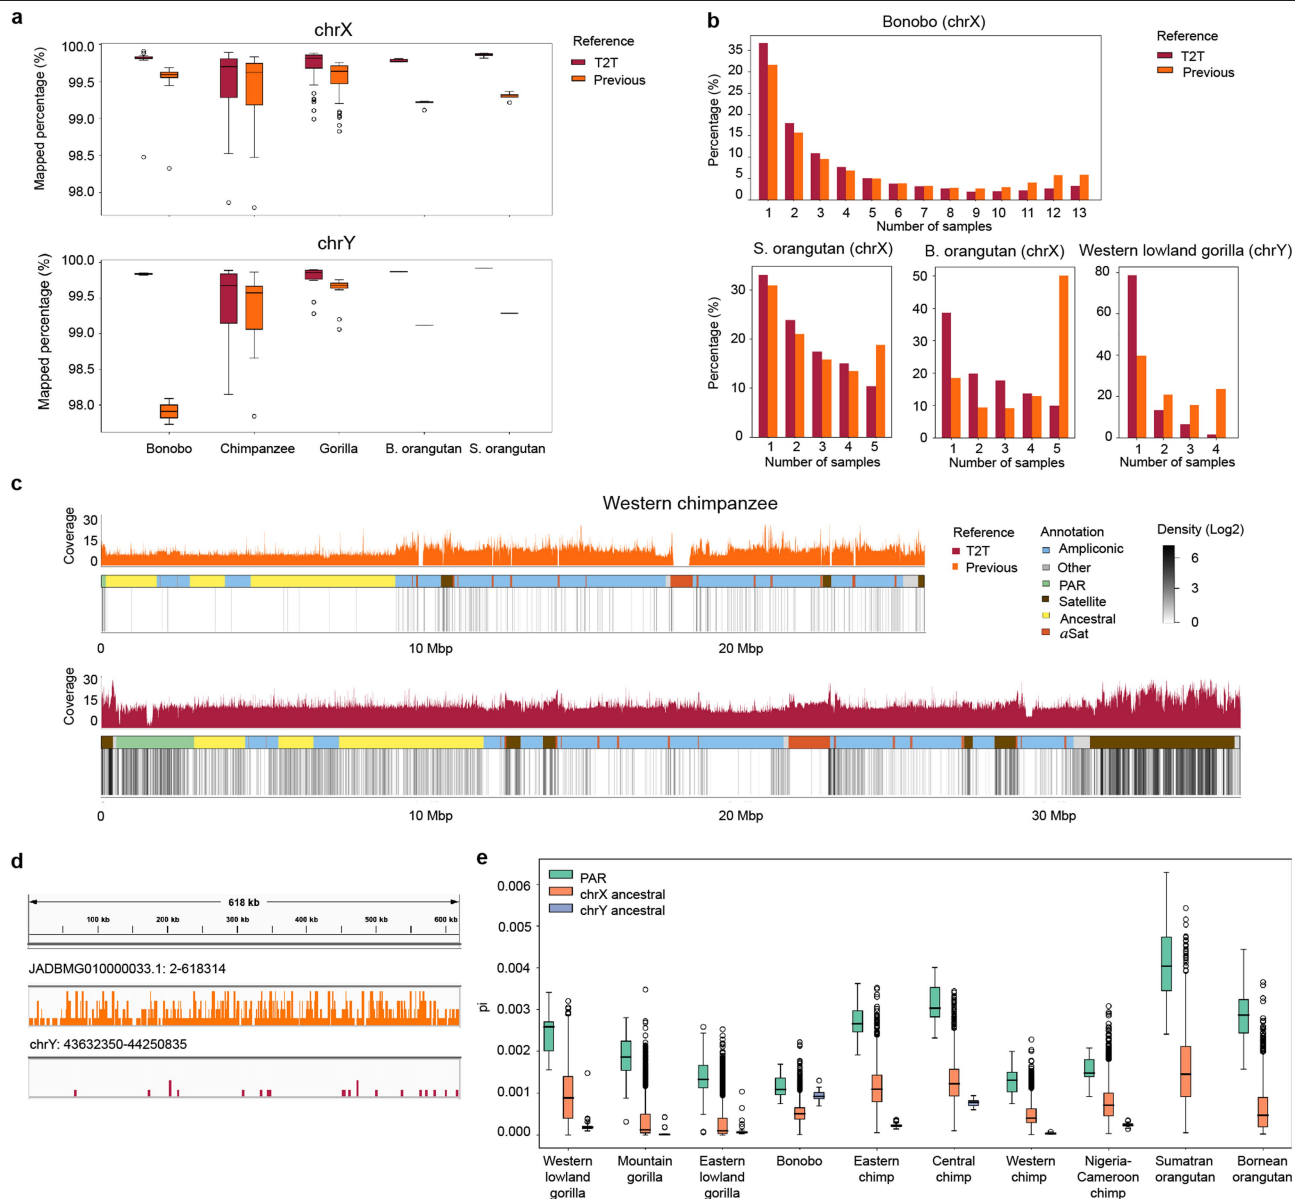 a
chrX
Mapped percentage (%)
100.0
99.5
99.0
98.5
98.0
Reference
T2T
Previous
chrY
Mapped percentage (%)
100.0
99.5
99.0
98.5
98.0
Bonobo
Chimpanzee
Gorilla
B. orangutan
S. orangutan
b
Bonobo (chrX)
Percentage (%)
35
20
25
20
15
10
5
0
1 2 3 4 5 6 7 8 9 10 11 12 13
Number of samples
Reference
T2T
Previous
S. orangutan (chrX)
Percentage (%)
30
20
10
0
1 2 3 4 5
Number of samples
B. orangutan (chrX)
50
40
30
20
10
0
1 2 3 4 5
Number of samples
Western lowland gorilla (chrY)
80
60
40
20
0
1 2 3 4
Number of samples
c
Western chimpanzee
Coverage
30
15
0
0 10 Mbp 20 Mbp
Reference
T2T
Previous
Annotation
Ampliconic
Other
PAR
Satellite
Ancestral
αSat
Density (Log2)
6
3
0
Coverage
30
15
0
0 10 Mbp 20 Mbp 30 Mbp
d
618 kb
100 kb 200 kb 300 kb 400 kb 500 kb 600 kb
JADBMG010000033.1: 2-618314
chrY: 43632350-44250835
e
PAR
chrX ancestral
chrY ancestral
pi
0.006
0.005
0.004
0.003
0.002
0.001
0.000
Western lowland gorilla
Mountain gorilla
Eastern lowland gorilla
Bonobo
Eastern chimp
Central chimp
Western chimp
Nigeria-Cameroon chimp
Sumatran orangutan
Bornean orangutan